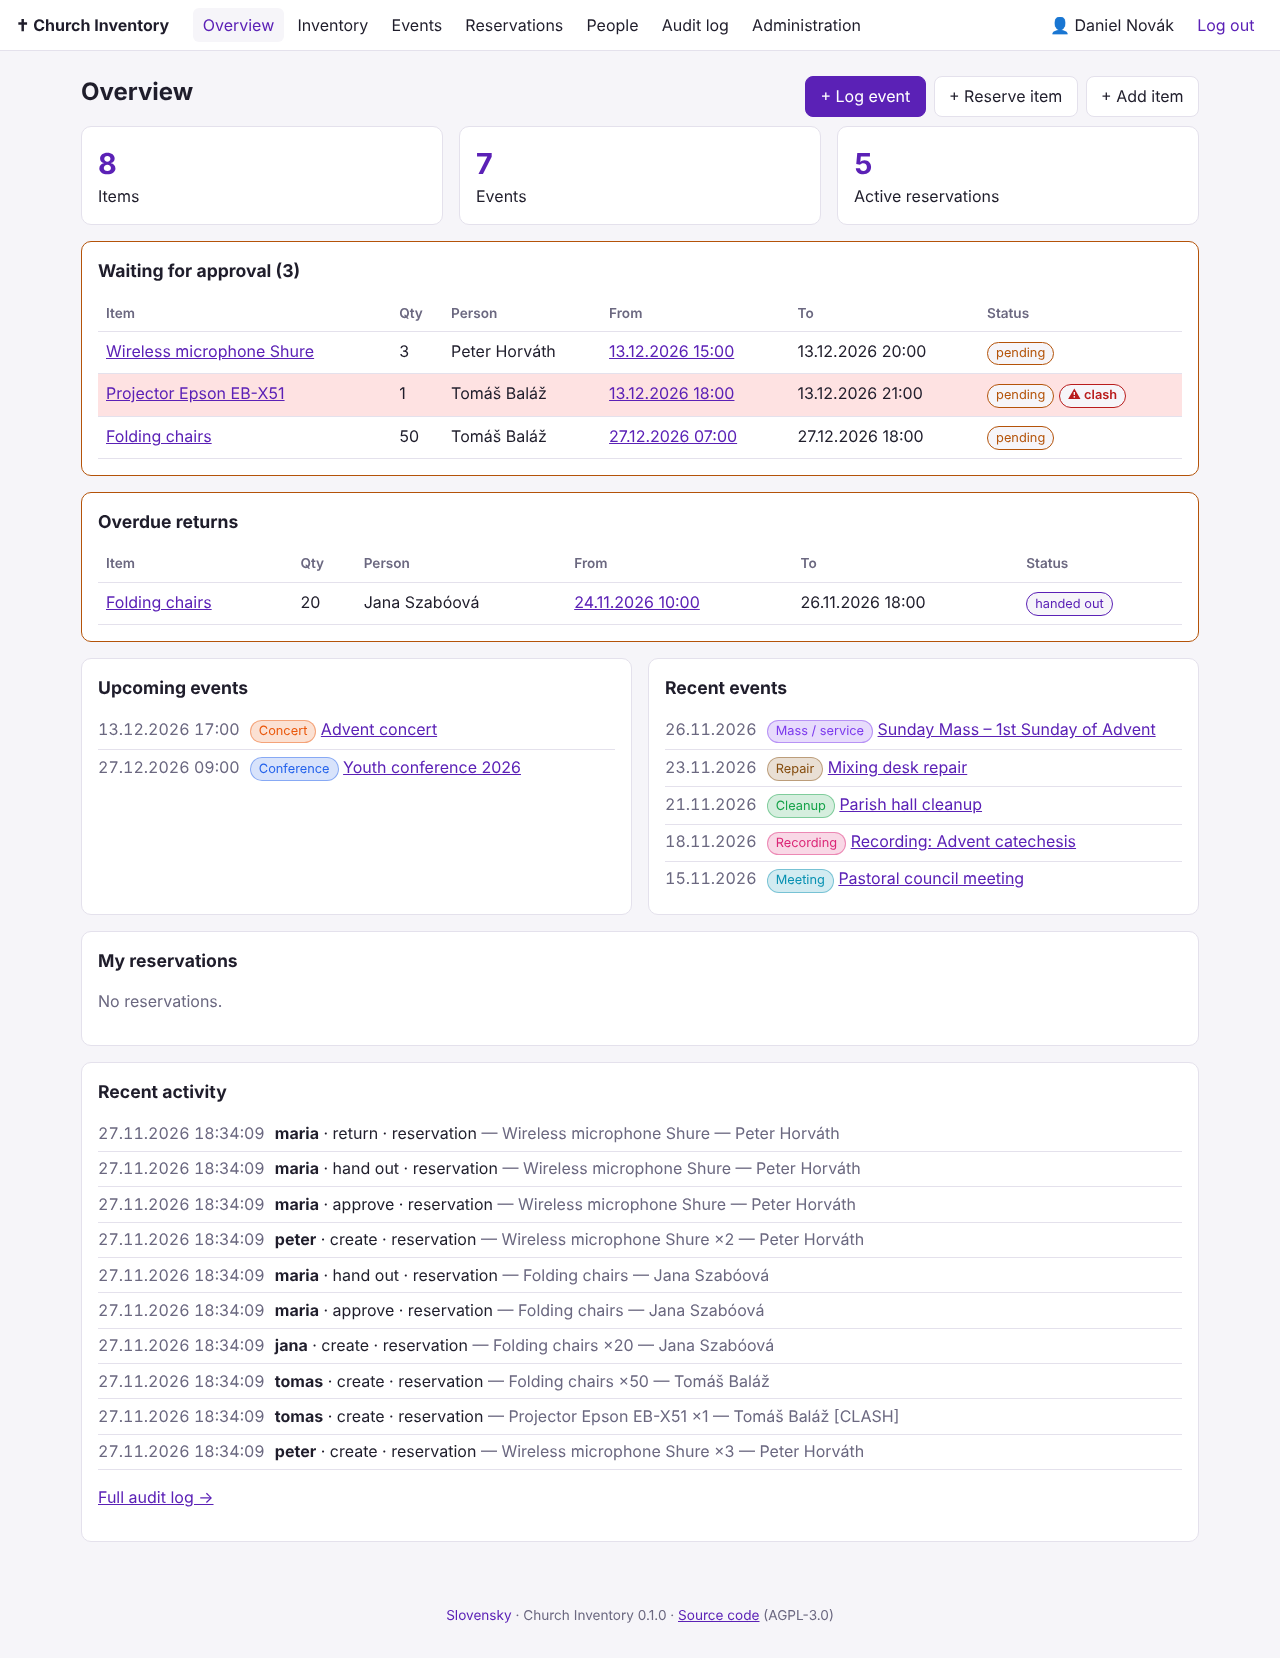 ✝ Church Inventory Overview Inventory Events Reservations People Audit log Administration 👤 Daniel Novák Log out
Overview
+ Log event + Reserve item + Add item
8
Items
7
Events
5
Active reservations
Waiting for approval (3)
Item Qty Person From To Status
Wireless microphone Shure 3 Peter Horváth 13.12.2026 15:00 13.12.2026 20:00 pending
Projector Epson EB-X51 1 Tomáš Baláž 13.12.2026 18:00 13.12.2026 21:00 pending ⚠ clash
Folding chairs 50 Tomáš Baláž 27.12.2026 07:00 27.12.2026 18:00 pending
Overdue returns
Item Qty Person From To Status
Folding chairs 20 Jana Szabóová 24.11.2026 10:00 26.11.2026 18:00 handed out
Upcoming events
13.12.2026 17:00 Concert Advent concert
27.12.2026 09:00 Conference Youth conference 2026
Recent events
26.11.2026 Mass / service Sunday Mass – 1st Sunday of Advent
23.11.2026 Repair Mixing desk repair
21.11.2026 Cleanup Parish hall cleanup
18.11.2026 Recording Recording: Advent catechesis
15.11.2026 Meeting Pastoral council meeting
My reservations
No reservations.
Recent activity
27.11.2026 18:34:09 maria · return · reservation — Wireless microphone Shure — Peter Horváth
27.11.2026 18:34:09 maria · hand out · reservation — Wireless microphone Shure — Peter Horváth
27.11.2026 18:34:09 maria · approve · reservation — Wireless microphone Shure — Peter Horváth
27.11.2026 18:34:09 peter · create · reservation — Wireless microphone Shure ×2 — Peter Horváth
27.11.2026 18:34:09 maria · hand out · reservation — Folding chairs — Jana Szabóová
27.11.2026 18:34:09 maria · approve · reservation — Folding chairs — Jana Szabóová
27.11.2026 18:34:09 jana · create · reservation — Folding chairs ×20 — Jana Szabóová
27.11.2026 18:34:09 tomas · create · reservation — Folding chairs ×50 — Tomáš Baláž
27.11.2026 18:34:09 tomas · create · reservation — Projector Epson EB-X51 ×1 — Tomáš Baláž [CLASH]
27.11.2026 18:34:09 peter · create · reservation — Wireless microphone Shure ×3 — Peter Horváth
Full audit log →
Slovensky · Church Inventory 0.1.0 · Source code (AGPL-3.0)